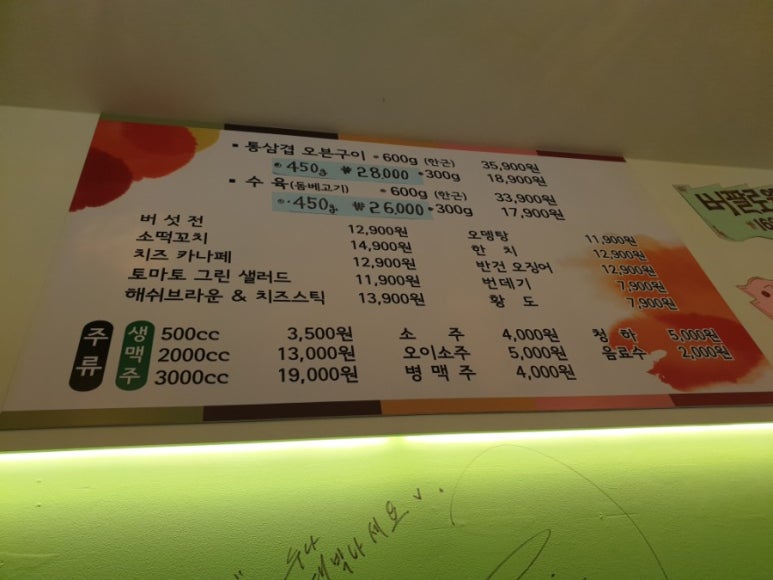 ▪ 통삼겹 오븐구이 ● 600g (한근) 35,900원
● 450g ₩28,000 ● 300g 18,900원
▪ 수 육(돔베고기) ● 600g (한근) 33,900원
● 450g ₩26,000 ● 300g 17,900원
버섯전 12,900원 오뎅탕 11,900원
소떡꼬치 14,900원 한 치 12,900원
치즈 카나페 12,900원 반건 오징어 12,900원
토마토 그린 샐러드 11,900원 번데기 7,900원
해쉬브라운 & 치즈스틱 13,900원 황 도 7,900원
주류 생맥주 500cc 3,500원 소 주 4,000원 청 하 5,000원
2000cc 13,000원 오이소주 5,000원 음료수 2,000원
3000cc 19,000원 병 맥 주 4,000원